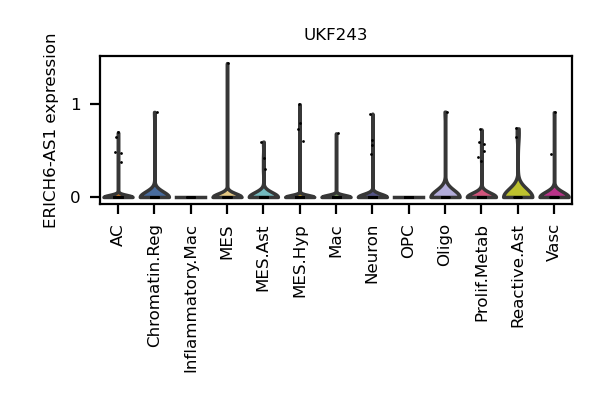 UKF243
ERICH6-AS1 expression
1
0
AC
Chromatin.Reg
Inflammatory.Mac
MES
MES.Ast
MES.Hyp
Mac
Neuron
OPC
Oligo
Prolif.Metab
Reactive.Ast
Vasc